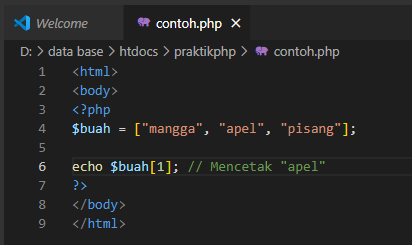 Welcome contoh.php
D: > data base > htdocs > praktikphp > contoh.php
1 <html>
2 <body>
3 <?php
4 $buah = ["mangga", "apel", "pisang"];
5
6 echo $buah[1]; // Mencetak "apel"
7 ?>
8 </body>
9 </html>